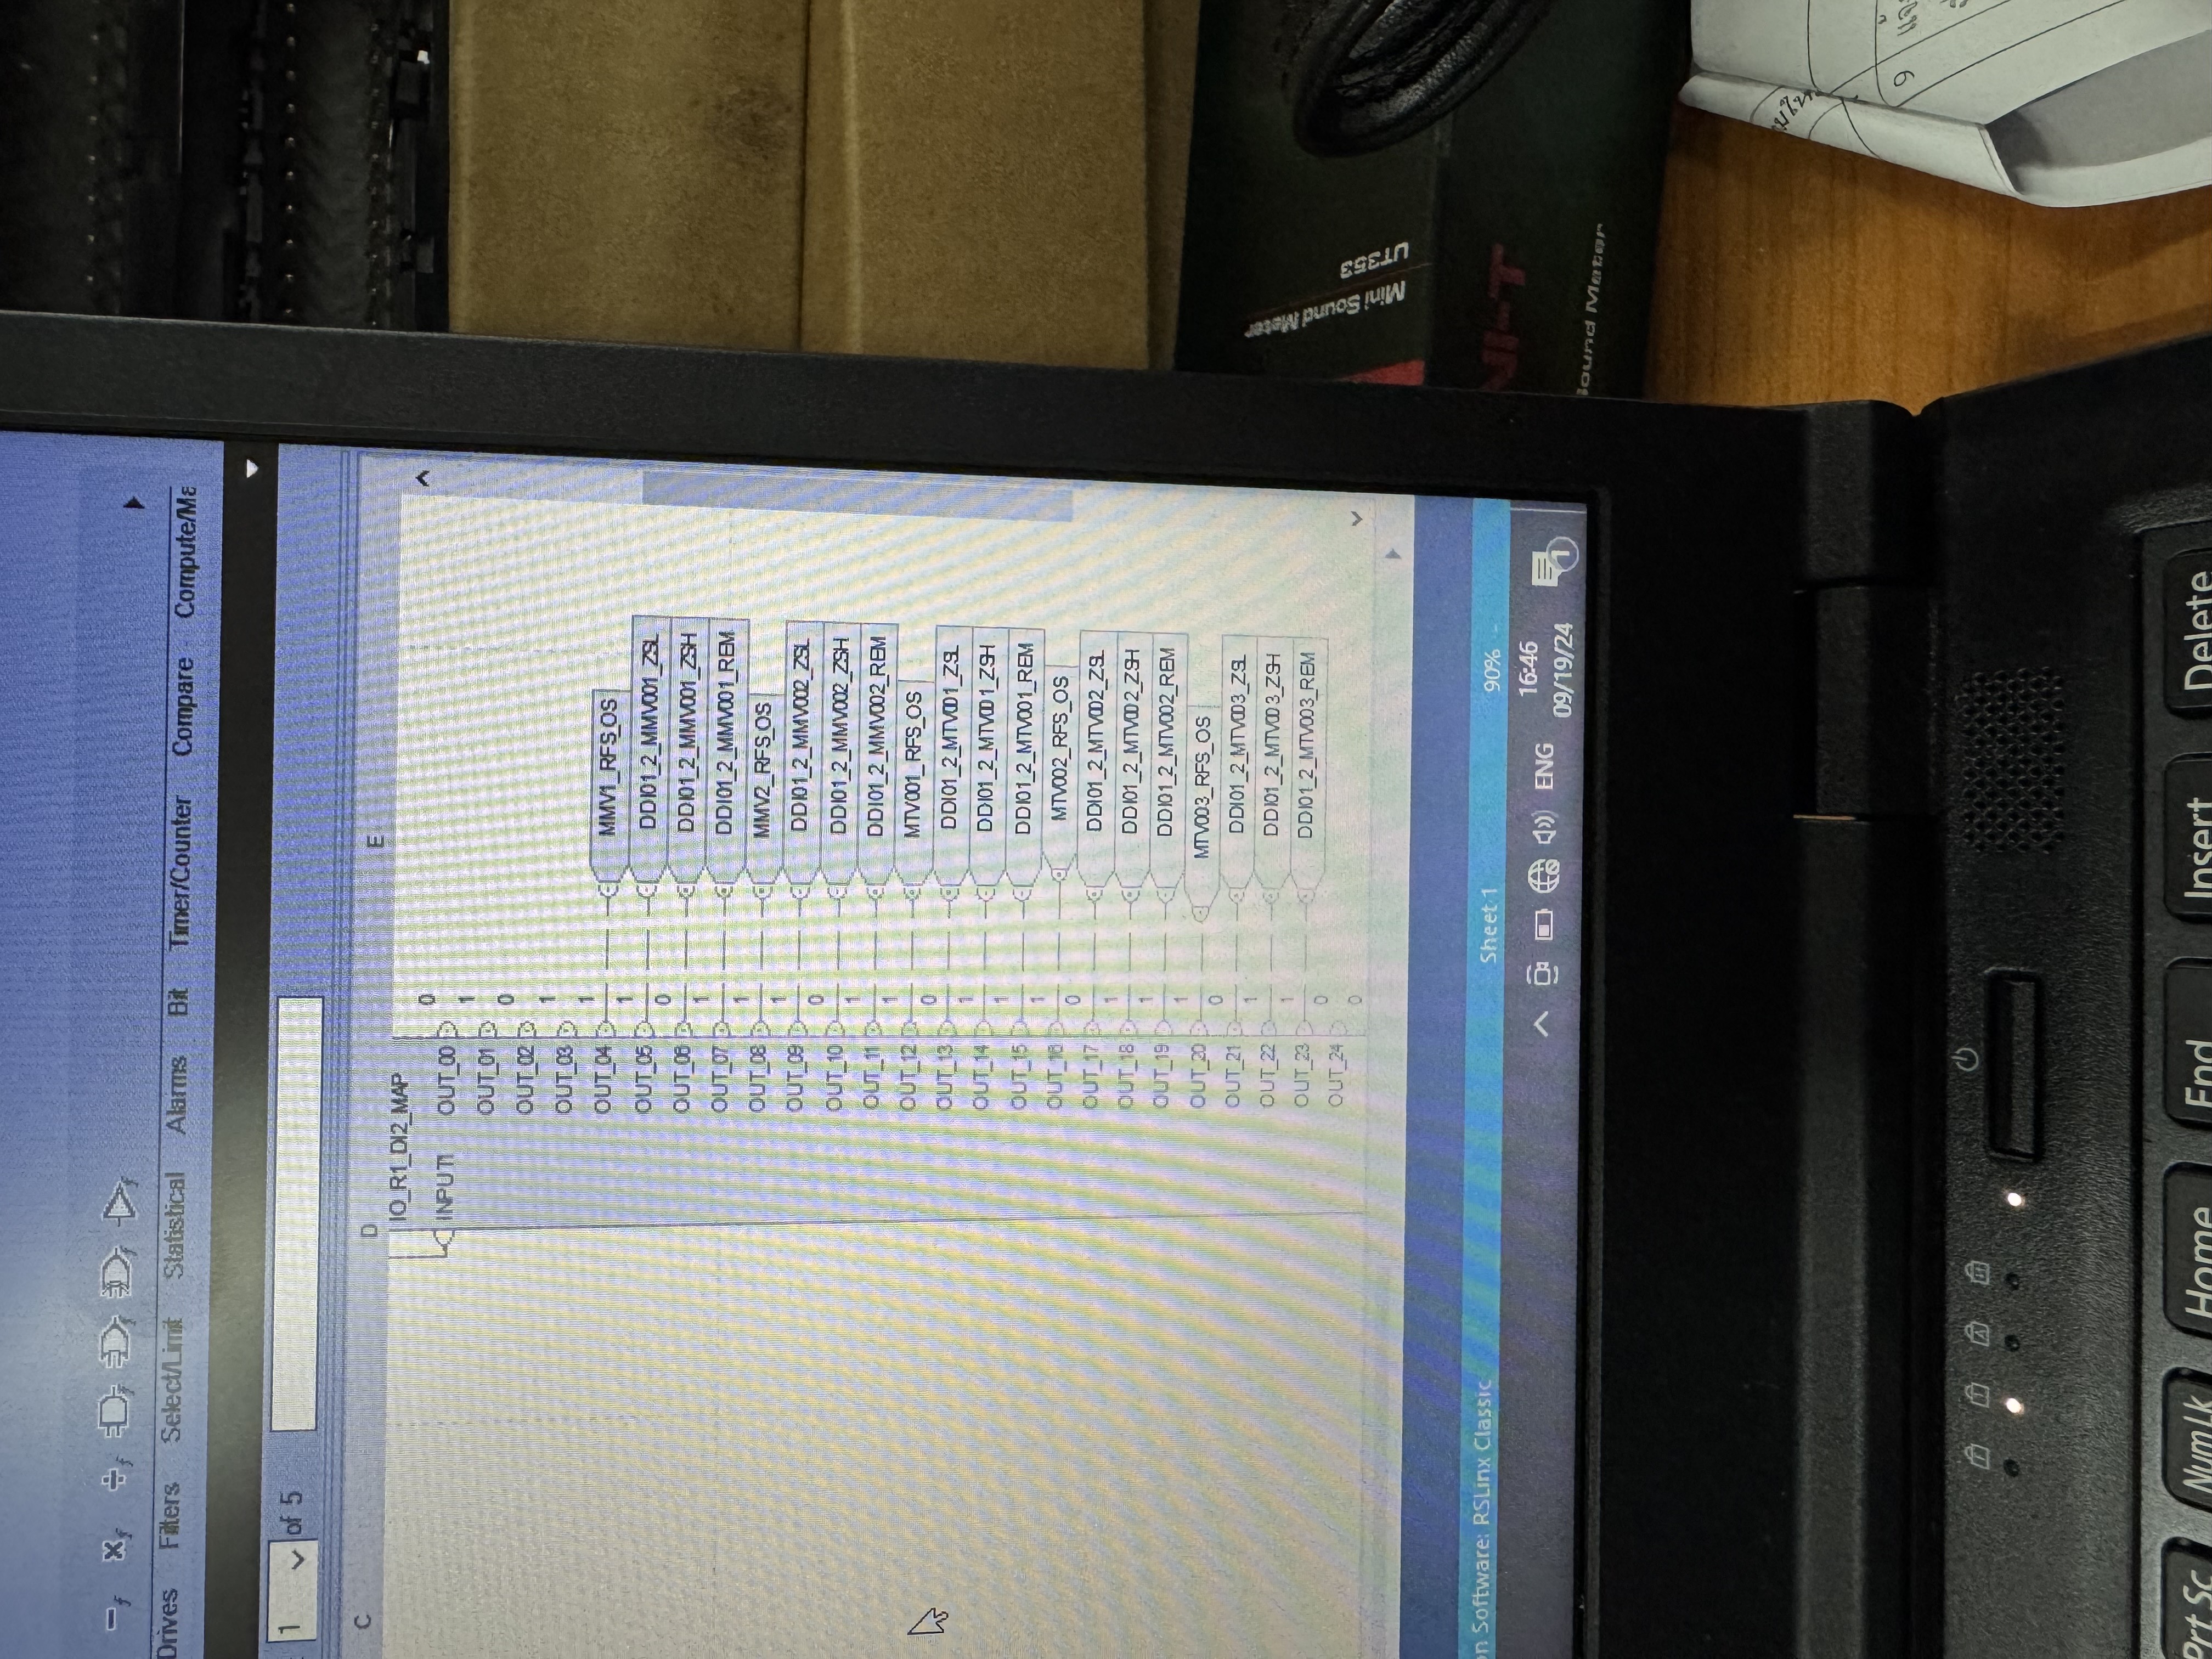 Drives Filters Select/Limit Statistical Alarms Bit Timer/Counter Compare Compute/Ma
1 of 5
C D E
IO_R1_DI2_MAP
0
INPUT1 OUT_00
1
OUT_01
0
OUT_02
1
OUT_03
1
OUT_04 MMV1_RFS_OS
1
OUT_05 DDI01_2_MMV001_ZSL
0
OUT_06 DDI01_2_MMV001_ZSH
1
OUT_07 DDI01_2_MMV001_REM
1
OUT_08 MMV2_RFS_OS
1
OUT_09 DDI01_2_MMV002_ZSL
0
OUT_10 DDI01_2_MMV002_ZSH
1
OUT_11 DDI01_2_MMV002_REM
1
OUT_12 MTV001_RFS_OS
0
OUT_13 DDI01_2_MTV001_ZSL
1
OUT_14 DDI01_2_MTV001_ZSH
1
OUT_15 DDI01_2_MTV001_REM
1
OUT_16 MTV002_RFS_OS
0
OUT_17 DDI01_2_MTV002_ZSL
1
OUT_18 DDI01_2_MTV002_ZSH
1
OUT_19 DDI01_2_MTV002_REM
1
OUT_20 MTV003_RFS_OS
0
OUT_21 DDI01_2_MTV003_ZSL
1
OUT_22 DDI01_2_MTV003_ZSH
1
OUT_23 DDI01_2_MTV003_REM
0
OUT_24
0
on Software: RSLinx Classic Sheet 1 90%
ENG 16:46
09/19/24
1
Mini Sound Meter
UT353
NI-T
Sound Meter
Prt Sc Num Lk Home End Insert Delete